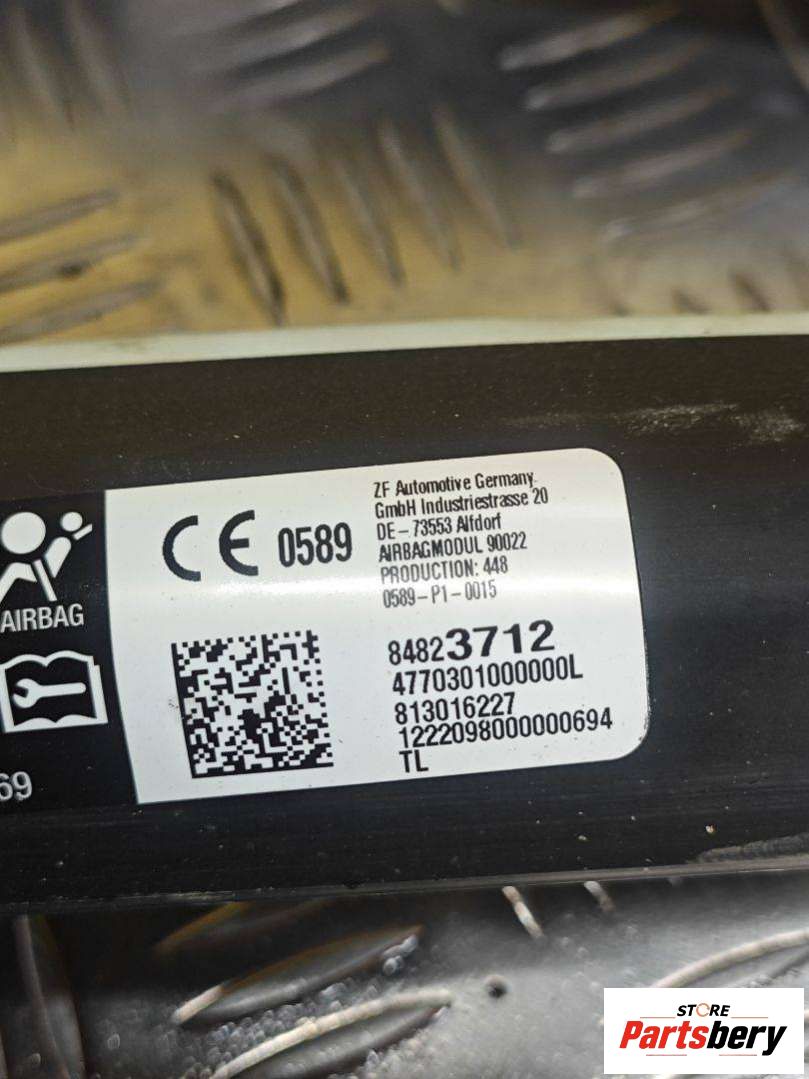 ZF Automotive Germany
GmbH Industriestrasse 20
DE-73553 Alfdorf
AIRBAGMODUL 90022
PRODUCTION: 448
0589-P1-0015
CE 0589
AIRBAG
84823712
4770301000000L
813016227
1222098000000694
TL
69
STORE
Partsbery